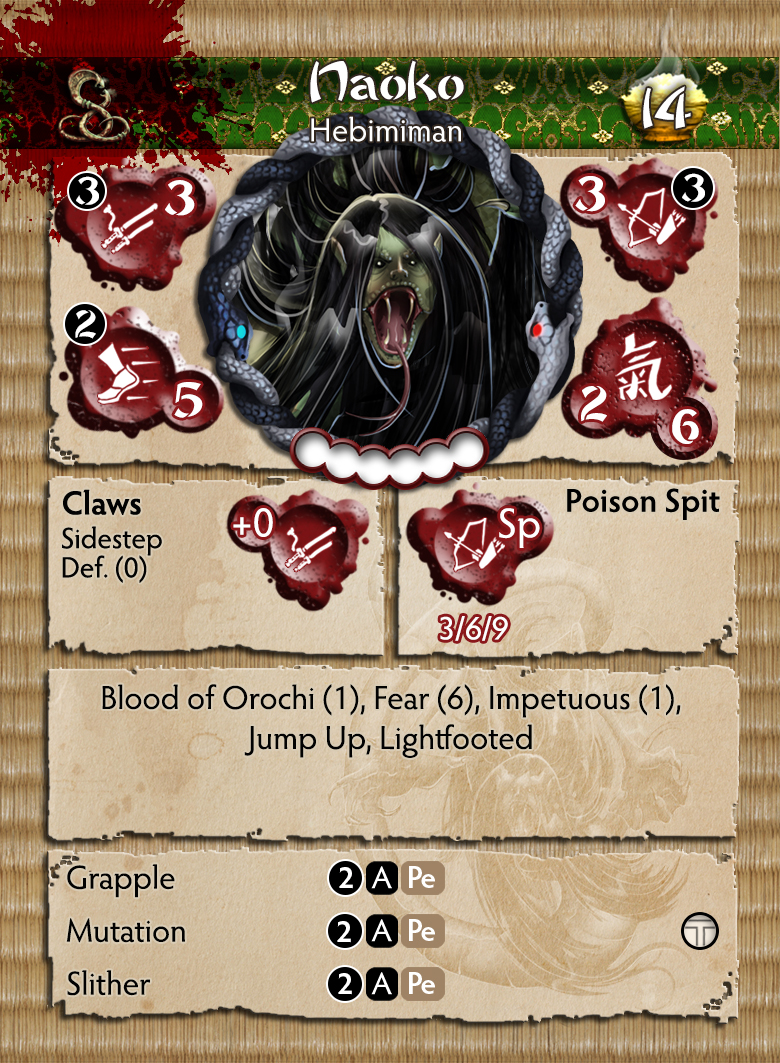 Naoko
14
Hebimiman
3 3
3 3
2 5
氣
2 6
Claws
Sidestep
Def. (0)
+0
Sp
Poison Spit
3/6/9
Blood of Orochi (1), Fear (6), Impetuous (1),
Jump Up, Lightfooted
Grapple 2 A Pe
Mutation 2 A Pe T
Slither 2 A Pe